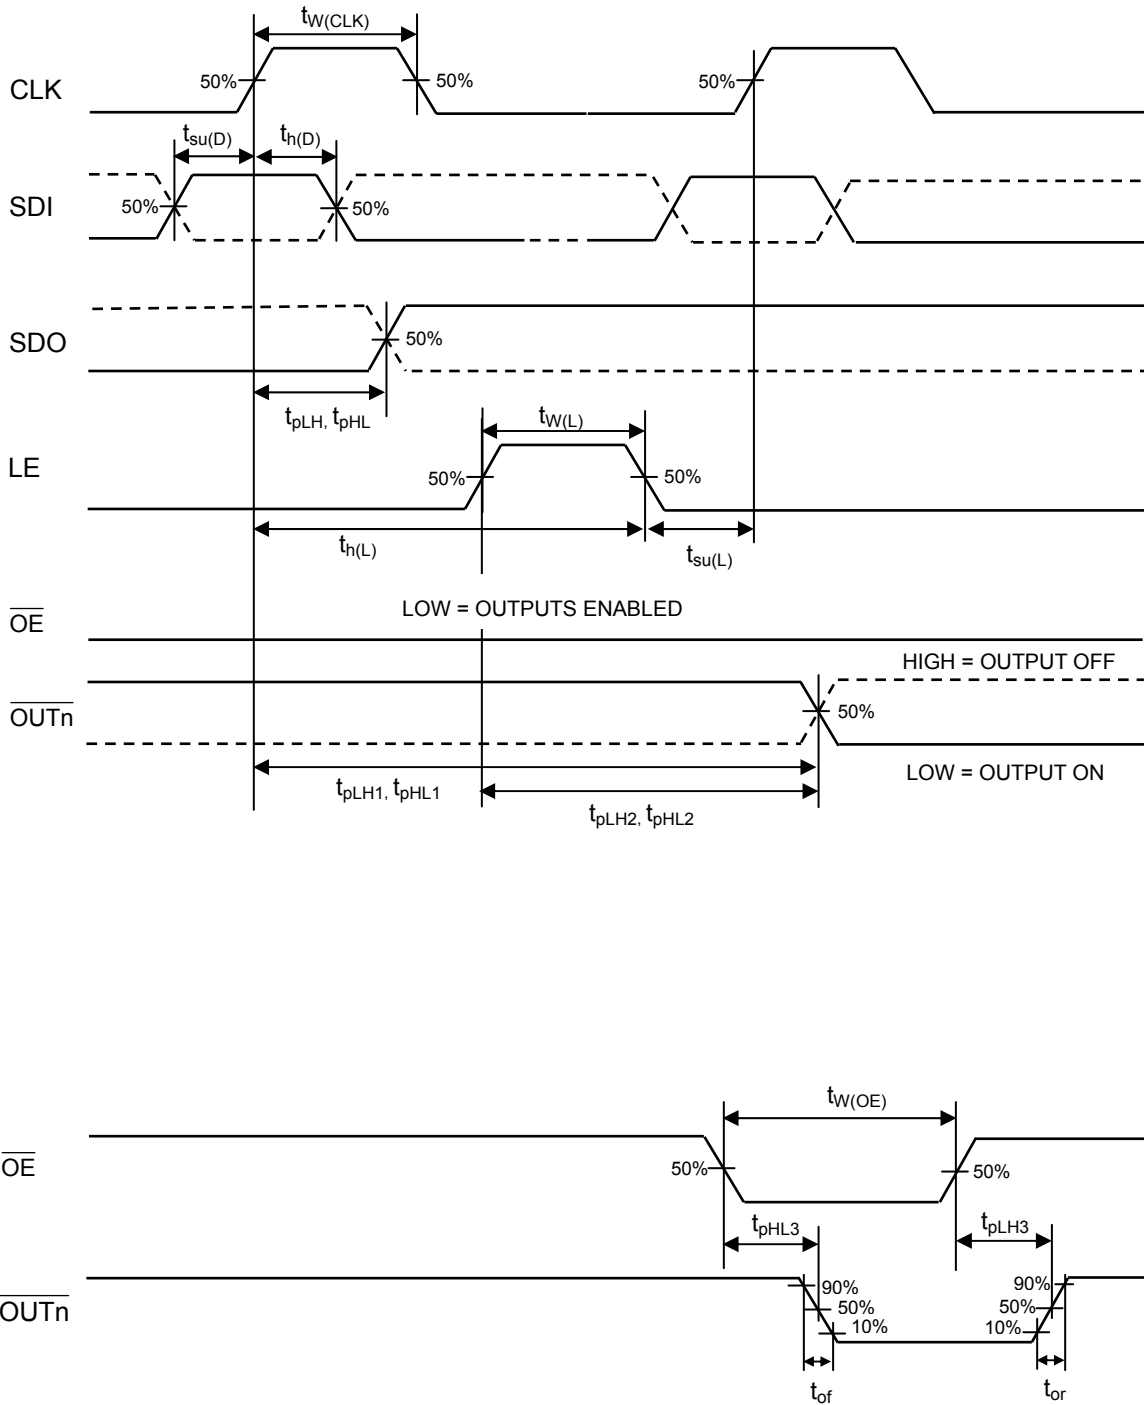 tW(CLK)
CLK
50%
50%
50%
tsu(D)
th(D)
SDI
50%
50%
SDO
50%
tpLH, tpHL
tW(L)
LE
50%
50%
th(L)
tsu(L)
LOW = OUTPUTS ENABLED
OE
HIGH = OUTPUT OFF
OUTn
50%
LOW = OUTPUT ON
tpLH1, tpHL1
tpLH2, tpHL2
tW(OE)
OE
50%
50%
tpHL3
tpLH3
OUTn
90%
90%
50%
50%
10%
10%
tof
tor